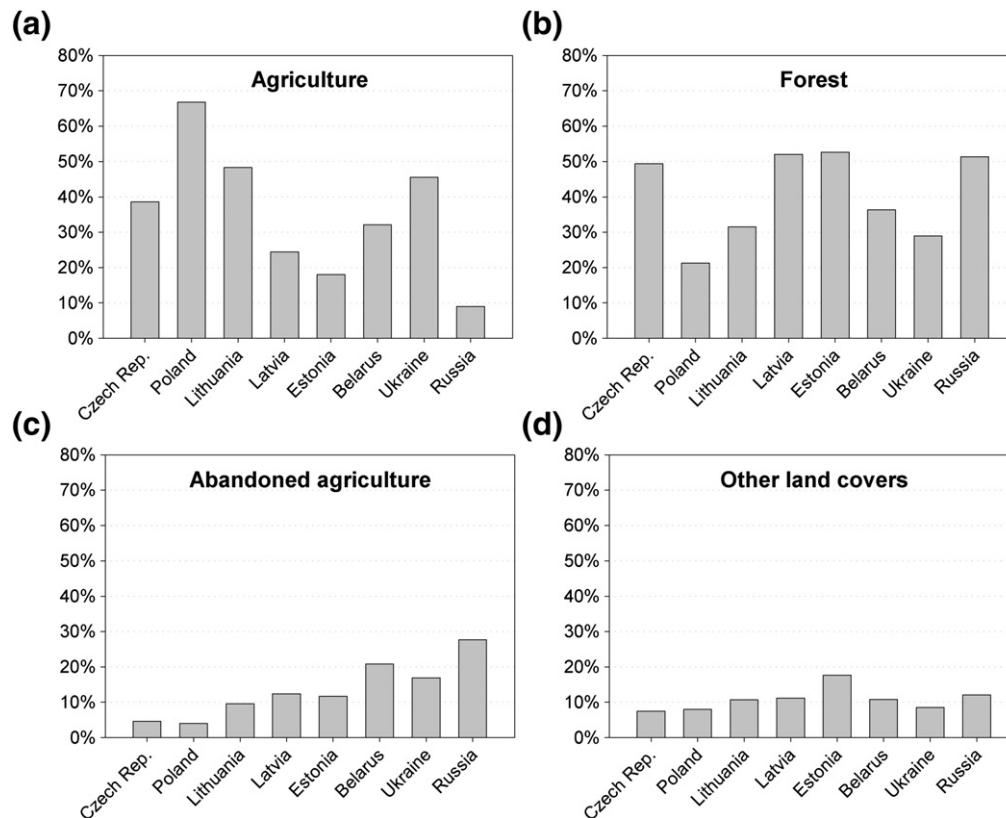 (a)
Agriculture
80%
70%
60%
50%
40%
30%
20%
10%
0%
Czech Rep.
Poland
Lithuania
Latvia
Estonia
Belarus
Ukraine
Russia
(b)
Forest
80%
70%
60%
50%
40%
30%
20%
10%
0%
Czech Rep.
Poland
Lithuania
Latvia
Estonia
Belarus
Ukraine
Russia
(c)
Abandoned agriculture
80%
70%
60%
50%
40%
30%
20%
10%
0%
Czech Rep.
Poland
Lithuania
Latvia
Estonia
Belarus
Ukraine
Russia
(d)
Other land covers
80%
70%
60%
50%
40%
30%
20%
10%
0%
Czech Rep.
Poland
Lithuania
Latvia
Estonia
Belarus
Ukraine
Russia